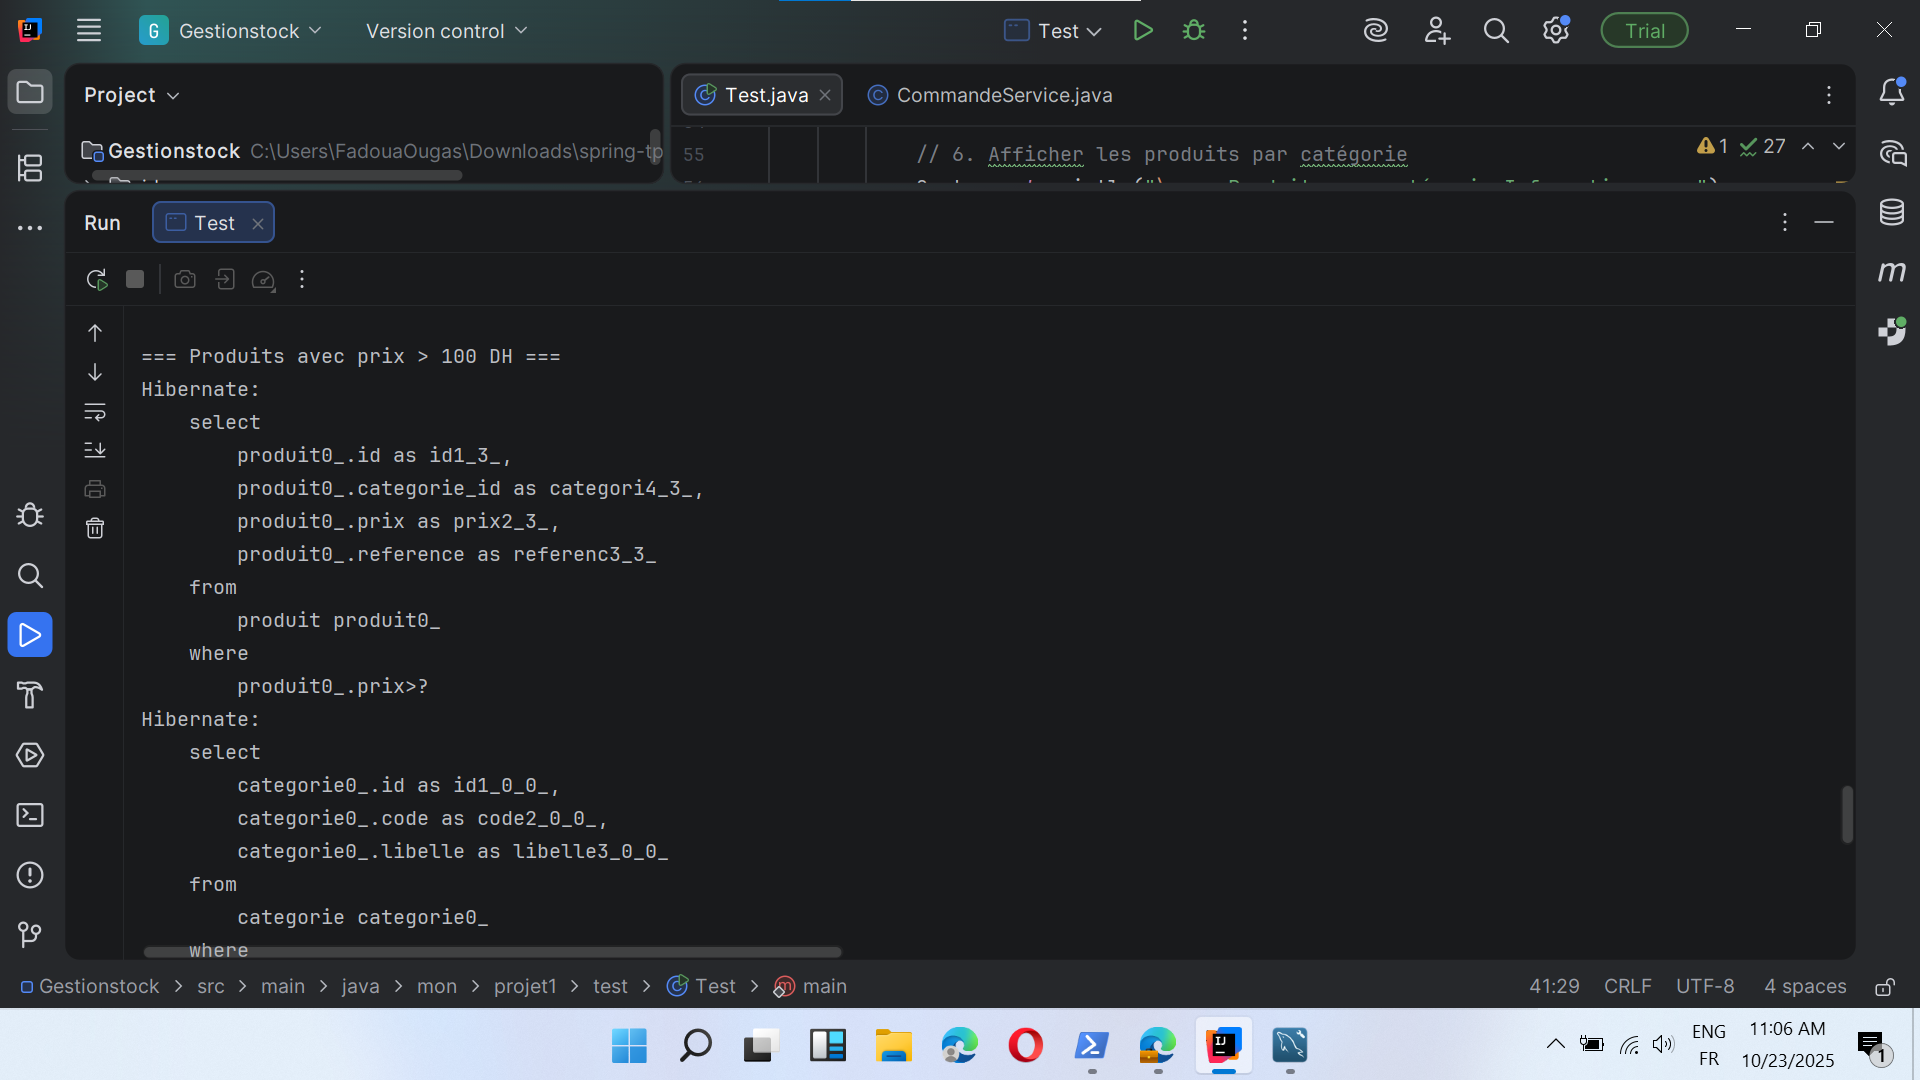 G Gestionstock Version control Test Trial
Project
Test.java CommandeService.java
Gestionstock C:\Users\FadouaOugas\Downloads\spring-tp
55 // 6. Afficher les produits par catégorie
1 27
Run Test
=== Produits avec prix > 100 DH ===
Hibernate:
select
produit0_.id as id1_3_,
produit0_.categorie_id as categori4_3_,
produit0_.prix as prix2_3_,
produit0_.reference as referenc3_3_
from
produit produit0_
where
produit0_.prix>?
Hibernate:
select
categorie0_.id as id1_0_0_,
categorie0_.code as code2_0_0_,
categorie0_.libelle as libelle3_0_0_
from
categorie categorie0_
where
Gestionstock > src > main > java > mon > projet1 > test > Test > main
41:29 CRLF UTF-8 4 spaces
ENG
FR
11:06 AM
10/23/2025
1